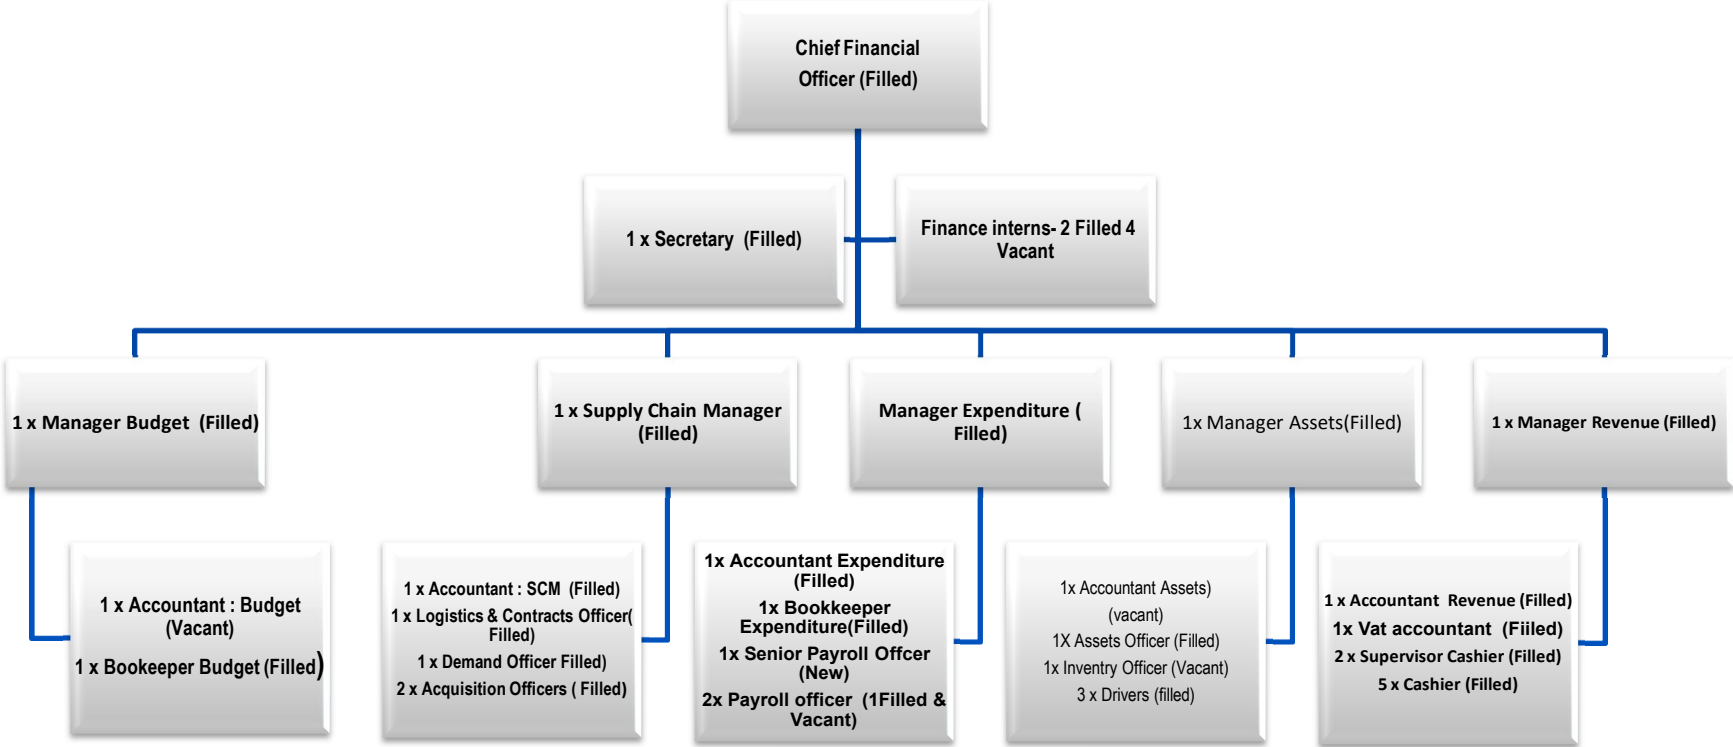 Chief Financial
Officer (Filled)
1 x Secretary (Filled)
Finance interns- 2 Filled 4
Vacant
1 x Manager Budget (Filled)
1 x Supply Chain Manager
(Filled)
Manager Expenditure (
Filled)
1x Manager Assets(Filled)
1 x Manager Revenue (Filled)
1 x Accountant : Budget
(Vacant)
1 x Bookeeper Budget (Filled)
1 x Accountant : SCM (Filled)
1 x Logistics & Contracts Officer(
Filled)
1 x Demand Officer Filled)
2 x Acquisition Officers ( Filled)
1x Accountant Expenditure
(Filled)
1x Bookkeeper
Expenditure(Filled)
1x Senior Payroll Offcer
(New)
2x Payroll officer (1Filled &
Vacant)
1x Accountant Assets)
(vacant)
1X Assets Officer (Filled)
1x Inventry Officer (Vacant)
3 x Drivers (filled)
1 x Accountant Revenue (Filled)
1x Vat accountant (Fiilled)
2 x Supervisor Cashier (Filled)
5 x Cashier (Filled)